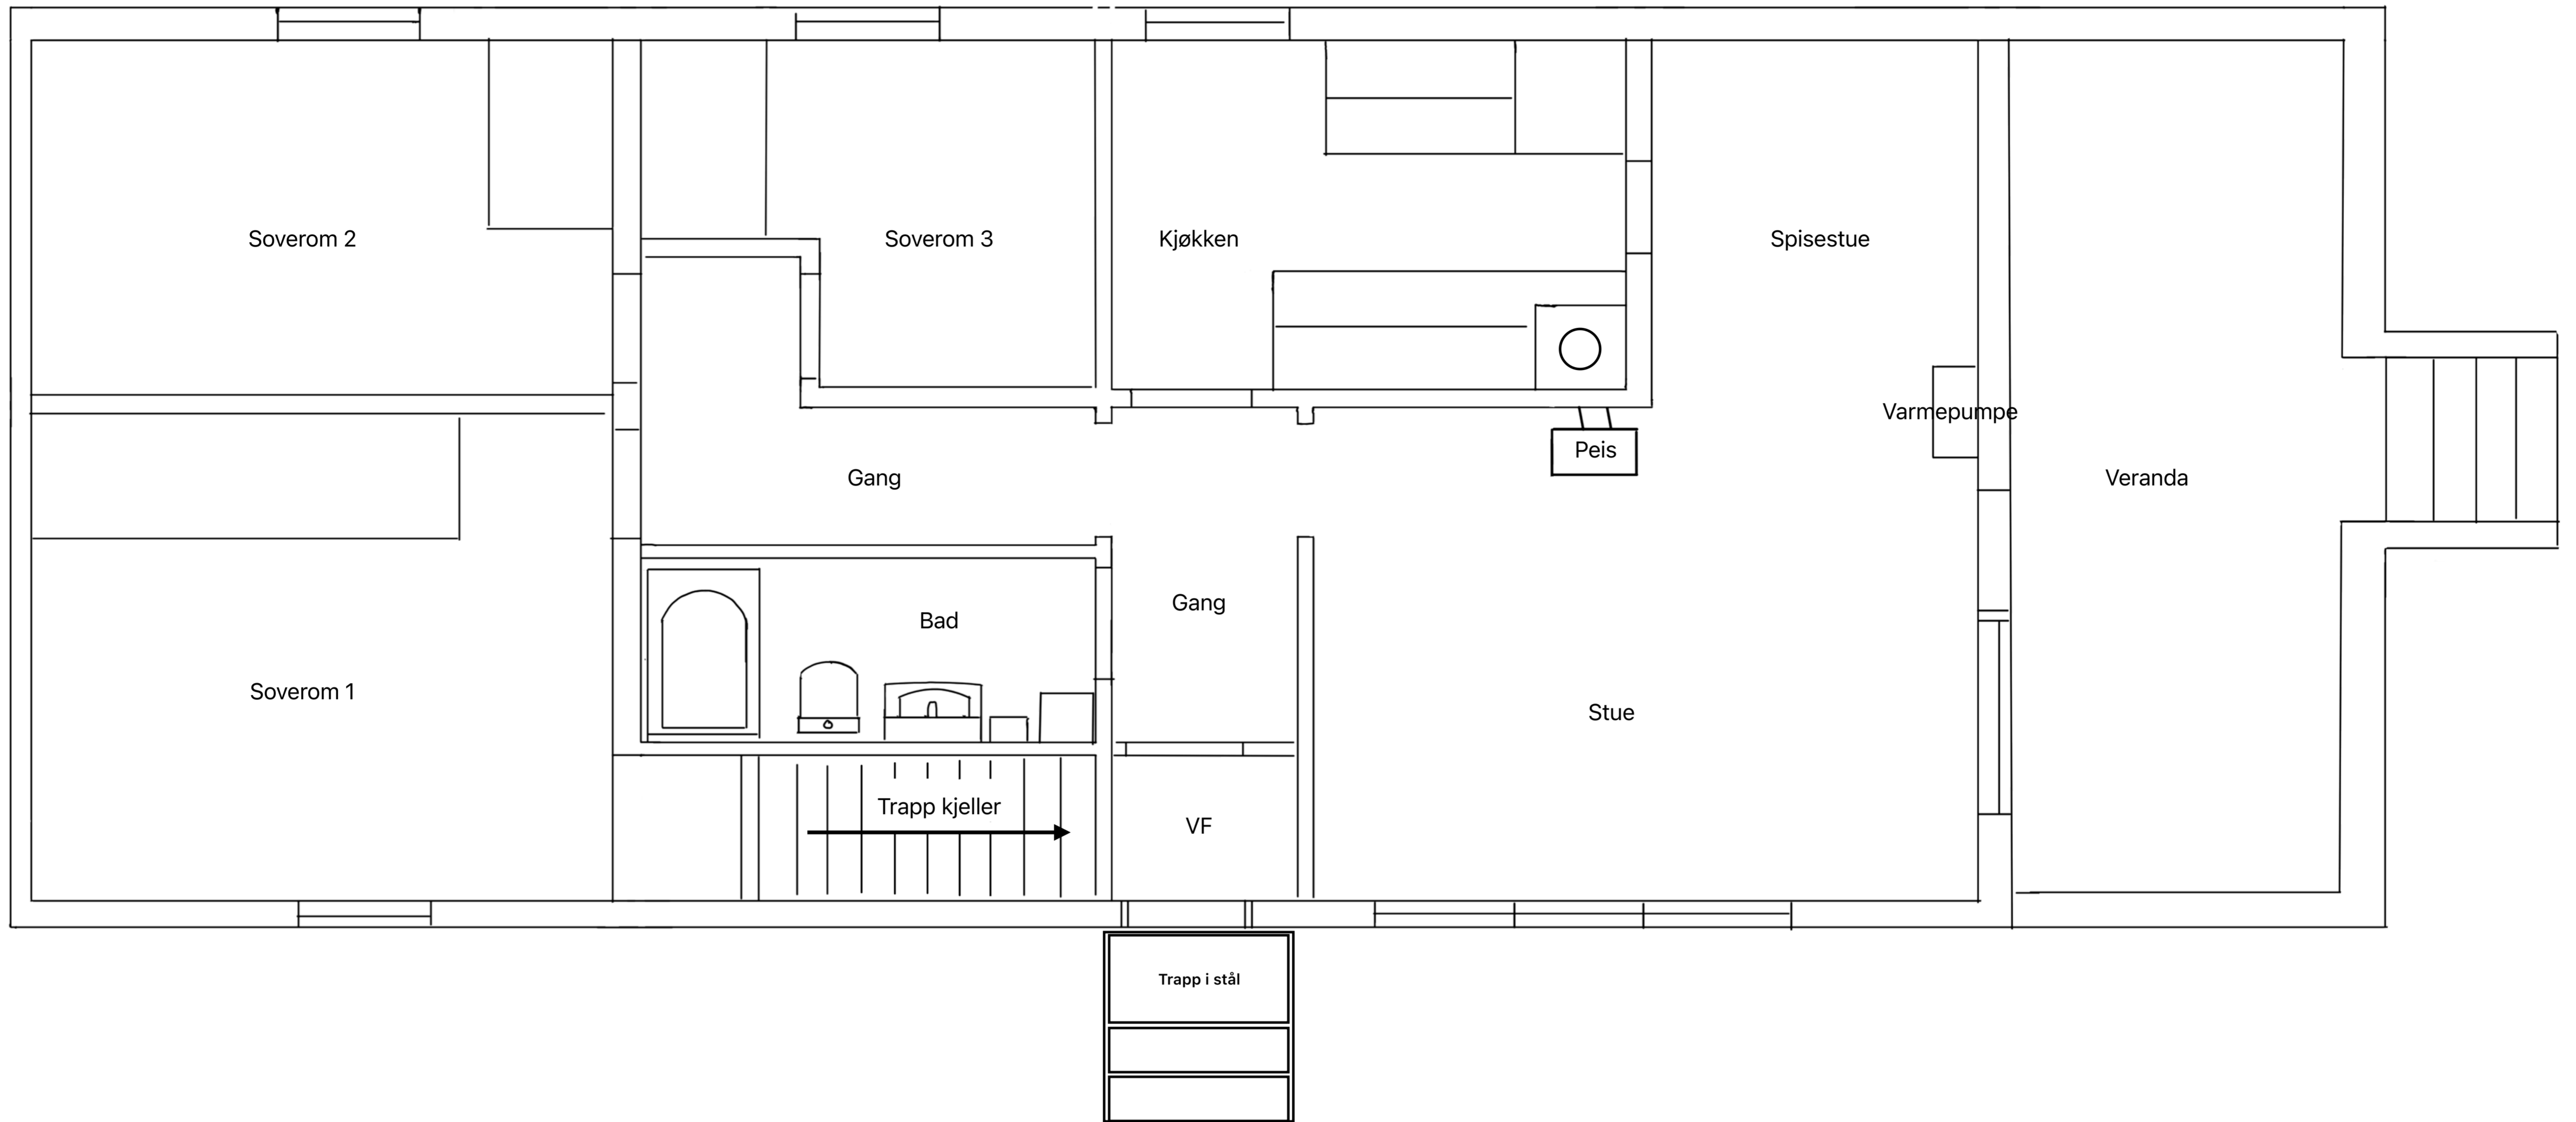 Soverom 2
Soverom 3
Kjøkken
Spisestue
Varmepumpe
Peis
Gang
Veranda
Gang
Bad
Soverom 1
Stue
Trapp kjeller
VF
Trapp i stål